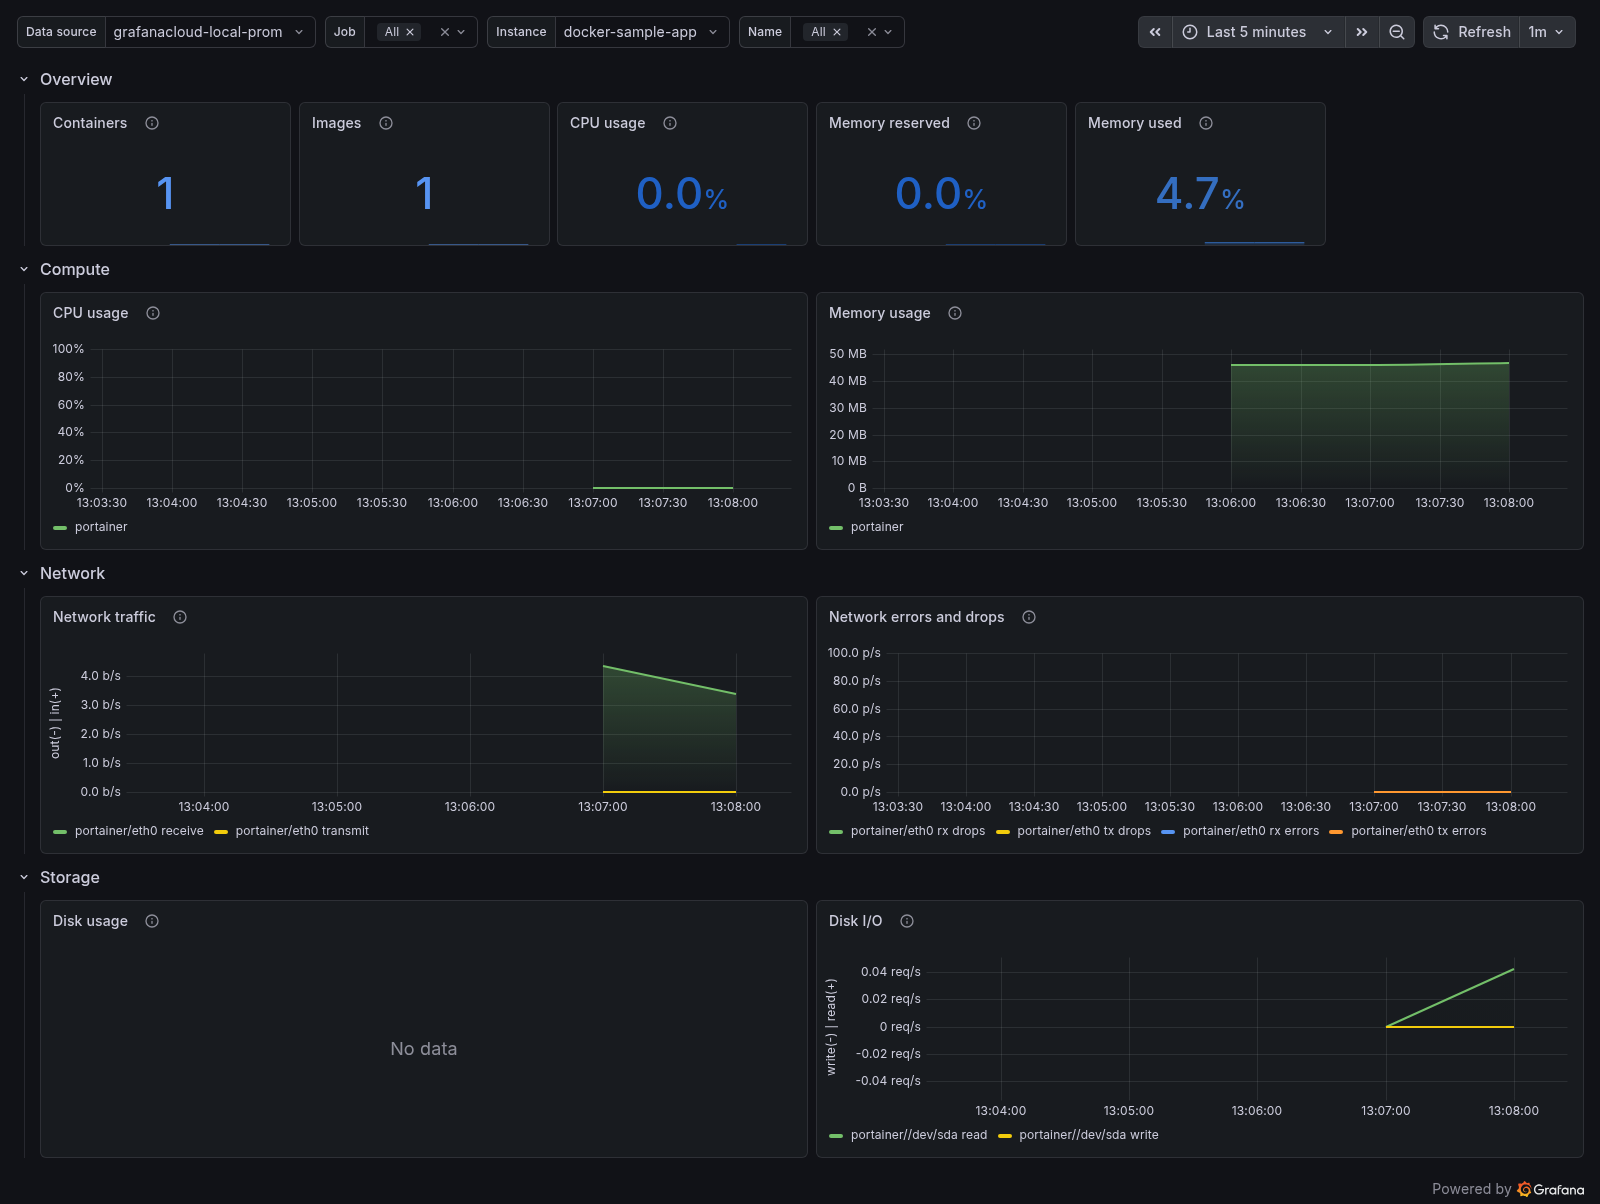 Data source grafanacloud-local-prom Job All Instance docker-sample-app Name All Last 5 minutes Refresh 1m
Overview
Containers
1
Images
1
CPU usage
0.0%
Memory reserved
0.0%
Memory used
4.7%
Compute
CPU usage
100%
80%
60%
40%
20%
0%
13:03:30 13:04:00 13:04:30 13:05:00 13:05:30 13:06:00 13:06:30 13:07:00 13:07:30 13:08:00
portainer
Memory usage
50 MB
40 MB
30 MB
20 MB
10 MB
0 B
13:03:30 13:04:00 13:04:30 13:05:00 13:05:30 13:06:00 13:06:30 13:07:00 13:07:30 13:08:00
portainer
Network
Network traffic
out(-) | in(+)
4.0 b/s
3.0 b/s
2.0 b/s
1.0 b/s
0.0 b/s
13:04:00 13:05:00 13:06:00 13:07:00 13:08:00
portainer/eth0 receive portainer/eth0 transmit
Network errors and drops
100.0 p/s
80.0 p/s
60.0 p/s
40.0 p/s
20.0 p/s
0.0 p/s
13:03:30 13:04:00 13:04:30 13:05:00 13:05:30 13:06:00 13:06:30 13:07:00 13:07:30 13:08:00
portainer/eth0 rx drops portainer/eth0 tx drops portainer/eth0 rx errors portainer/eth0 tx errors
Storage
Disk usage
No data
Disk I/O
write(-) | read(+)
0.04 req/s
0.02 req/s
0 req/s
-0.02 req/s
-0.04 req/s
13:04:00 13:05:00 13:06:00 13:07:00 13:08:00
portainer//dev/sda read portainer//dev/sda write
Powered by Grafana